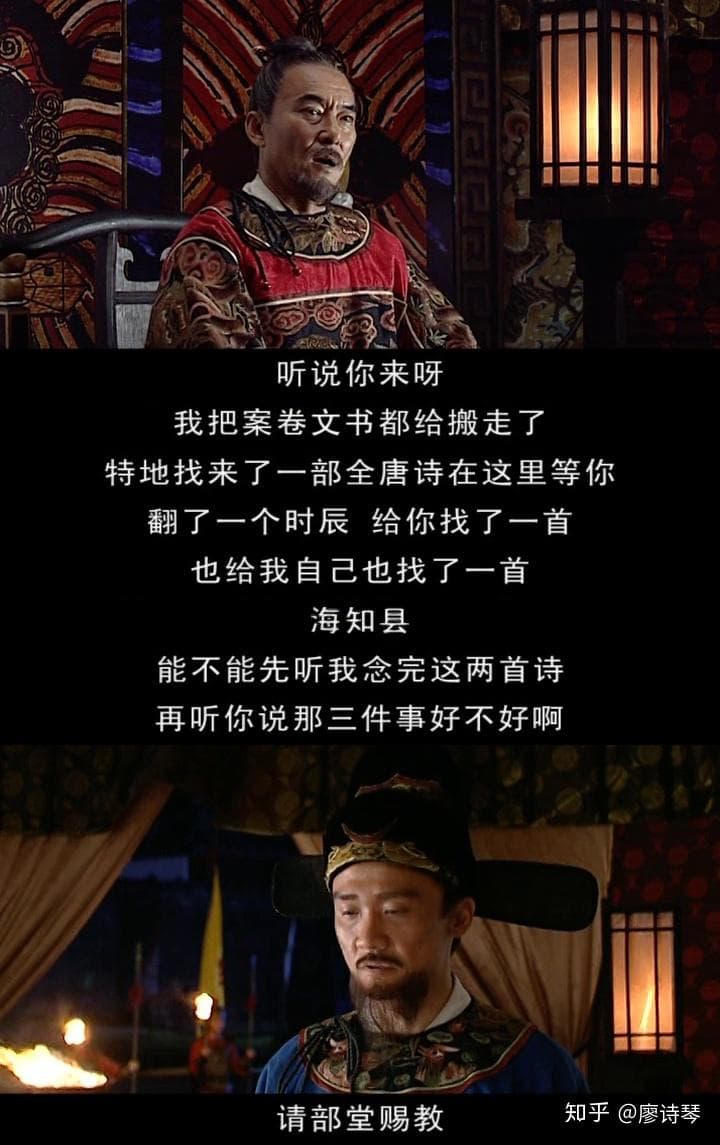 听说你来呀
我把案卷文书都给搬走了
特地找来了一部全唐诗在这里等你
翻了一个时辰 给你找了一首
也给我自己也找了一首
海知县
能不能先听我念完这两首诗
再听你说那三件事好不好啊
请部堂赐教
知乎 @廖诗琴